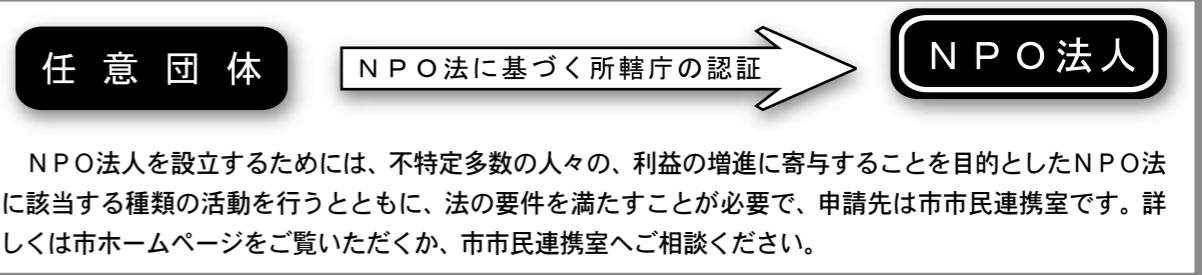 任意団体
NPO法に基づく所轄庁の認証
NPO法人
　NPO法人を設立するためには、不特定多数の人々の、利益の増進に寄与することを目的としたNPO法
に該当する種類の活動を行うとともに、法の要件を満たすことが必要で、申請先は市市民連携室です。詳
しくは市ホームページをご覧いただくか、市市民連携室へご相談ください。